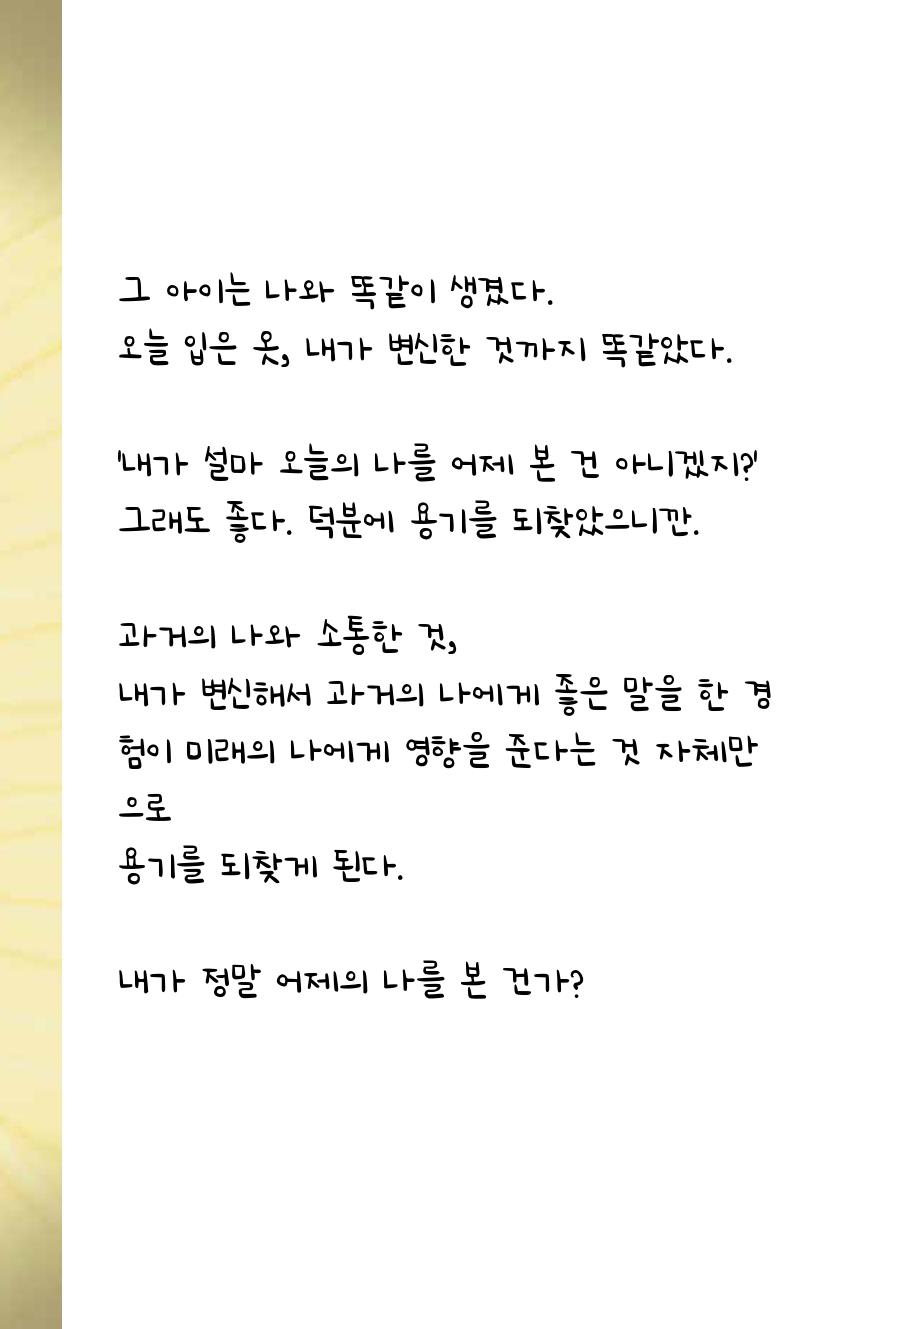 그 아이는 나와 똑같이 생겼다.
오늘 입은 옷, 내가 변신한 것까지 똑같았다.
'내가 설마 오늘의 나를 어제 본 건 아니겠지?'
그래도 좋다. 덕분에 용기를 되찾았으니깐.
과거의 나와 소통한 것,
내가 변신해서 과거의 나에게 좋은 말을 한 경
험이 미래의 나에게 영향을 준다는 것 자체만
으로
용기를 되찾게 된다.
내가 정말 어제의 나를 본 건가?